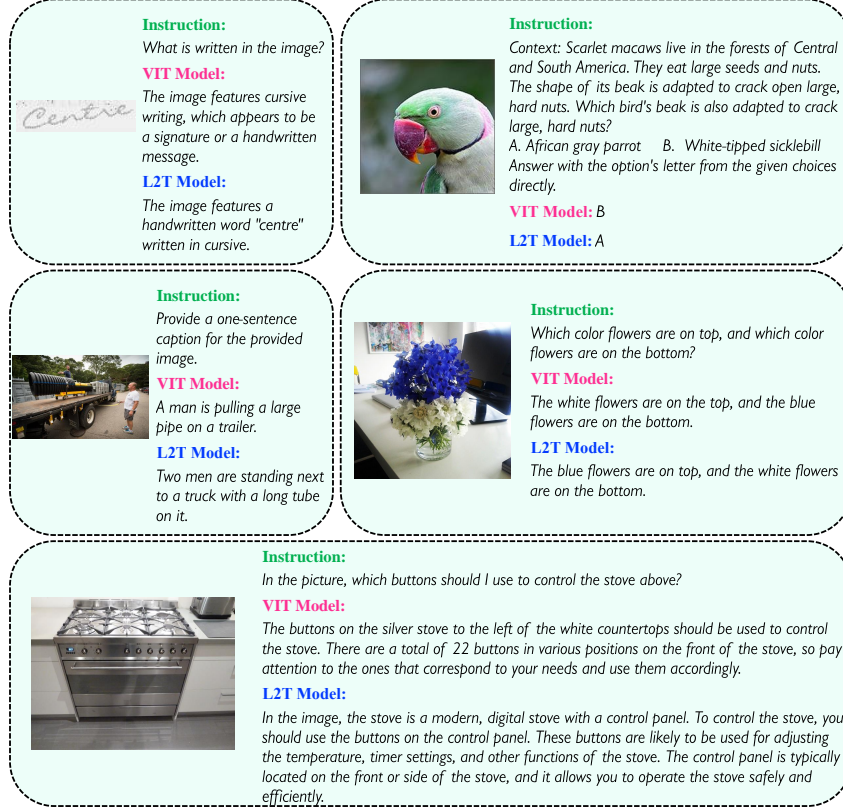 Instruction:
What is written in the image?
VIT Model:
The image features cursive
writing, which appears to be
a signature or a handwritten
message.
L2T Model:
The image features a
handwritten word "centre"
written in cursive.
Centre
Instruction:
Context: Scarlet macaws live in the forests of Central
and South America. They eat large seeds and nuts.
The shape of its beak is adapted to crack open large,
hard nuts. Which bird's beak is also adapted to crack
large, hard nuts?
A. African gray parrot B. White-tipped sicklebill
Answer with the option's letter from the given choices
directly.
VIT Model: B
L2T Model: A
Instruction:
Provide a one-sentence
caption for the provided
image.
VIT Model:
A man is pulling a large
pipe on a trailer.
L2T Model:
Two men are standing next
to a truck with a long tube
on it.
Instruction:
Which color flowers are on top, and which color
flowers are on the bottom?
VIT Model:
The white flowers are on the top, and the blue
flowers are on the bottom.
L2T Model:
The blue flowers are on top, and the white flowers
are on the bottom.
Instruction:
In the picture, which buttons should I use to control the stove above?
VIT Model:
The buttons on the silver stove to the left of the white countertops should be used to control
the stove. There are a total of 22 buttons in various positions on the front of the stove, so pay
attention to the ones that correspond to your needs and use them accordingly.
L2T Model:
In the image, the stove is a modern, digital stove with a control panel. To control the stove, you
should use the buttons on the control panel. These buttons are likely to be used for adjusting
the temperature, timer settings, and other functions of the stove. The control panel is typically
located on the front or side of the stove, and it allows you to operate the stove safely and
efficiently.